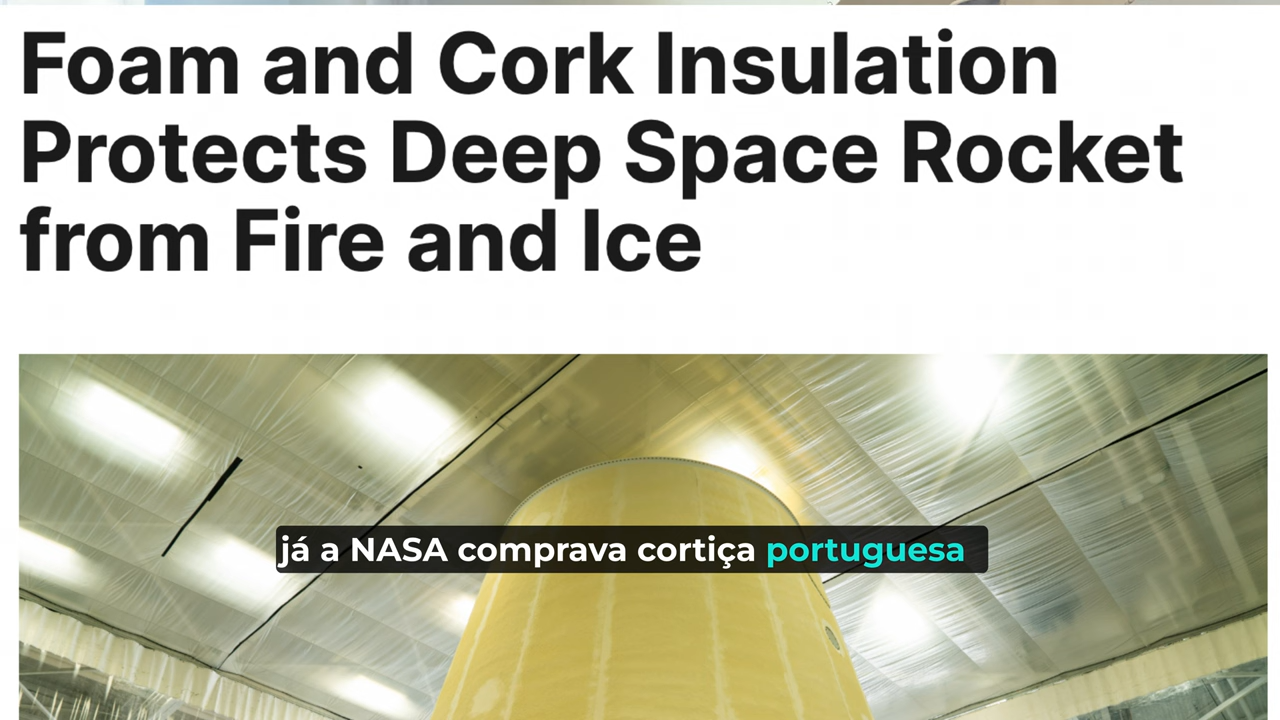 Foam and Cork Insulation
Protects Deep Space Rocket
from Fire and Ice
já a NASA comprava cortiça portuguesa